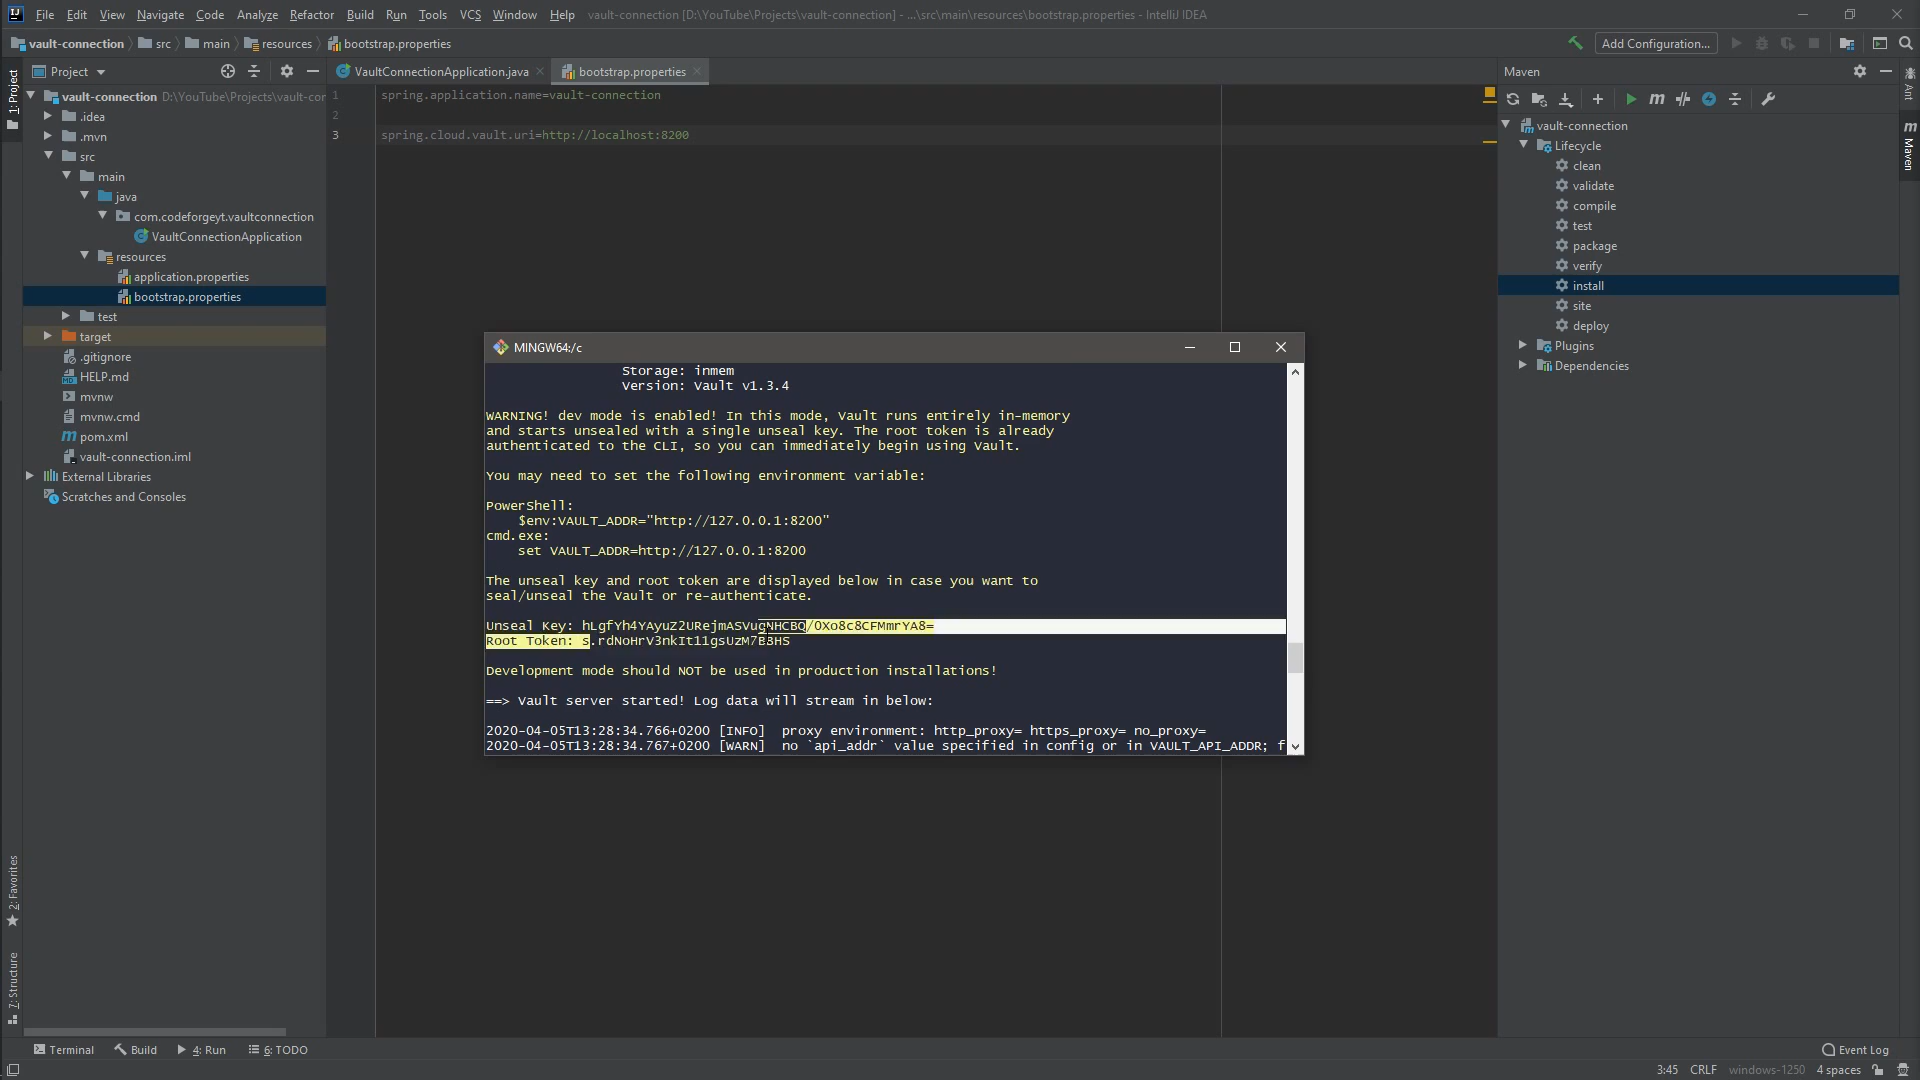 File Edit View Navigate Code Analyze Refactor Build Run Tools VCS Window Help vault-connection [D:\YouTube\Projects\vault-connection] - ...\src\main\resources\bootstrap.properties - IntelliJ IDEA
vault-connection src main resources bootstrap.properties
Add Configuration...
Project
VaultConnectionApplication.java
bootstrap.properties
Maven
1: Project
vault-connection D:\YouTube\Projects\vault-con
.idea
.mvn
src
main
java
com.codeforgeyt.vaultconnection
VaultConnectionApplication
resources
application.properties
bootstrap.properties
test
target
.gitignore
HELP.md
mvnw
mvnw.cmd
pom.xml
vault-connection.iml
External Libraries
Scratches and Consoles
1 spring.application.name=vault-connection
2
3 spring.cloud.vault.uri=http://localhost:8200
vault-connection
Lifecycle
clean
validate
compile
test
package
verify
install
site
deploy
Plugins
Dependencies
Ant
Maven
MINGW64:/c
Storage: inmem
Version: Vault v1.3.4
WARNING! dev mode is enabled! In this mode, Vault runs entirely in-memory
and starts unsealed with a single unseal key. The root token is already
authenticated to the CLI, so you can immediately begin using Vault.
You may need to set the following environment variable:
PowerShell:
$env:VAULT_ADDR="http://127.0.0.1:8200"
cmd.exe:
set VAULT_ADDR=http://127.0.0.1:8200
The unseal key and root token are displayed below in case you want to
seal/unseal the Vault or re-authenticate.
Unseal Key:
Root Token:
Development mode should NOT be used in production installations!
==> Vault server started! Log data will stream in below:
2020-04-05T13:28:34.766+0200 [INFO] proxy environment: http_proxy= https_proxy= no_proxy=
2020-04-05T13:28:34.767+0200 [WARN] no `api_addr` value specified in config or in VAULT_API_ADDR; f
2: Favorites
7: Structure
Terminal Build 4: Run 6: TODO
Event Log
3:45 CRLF windows-1250 4 spaces